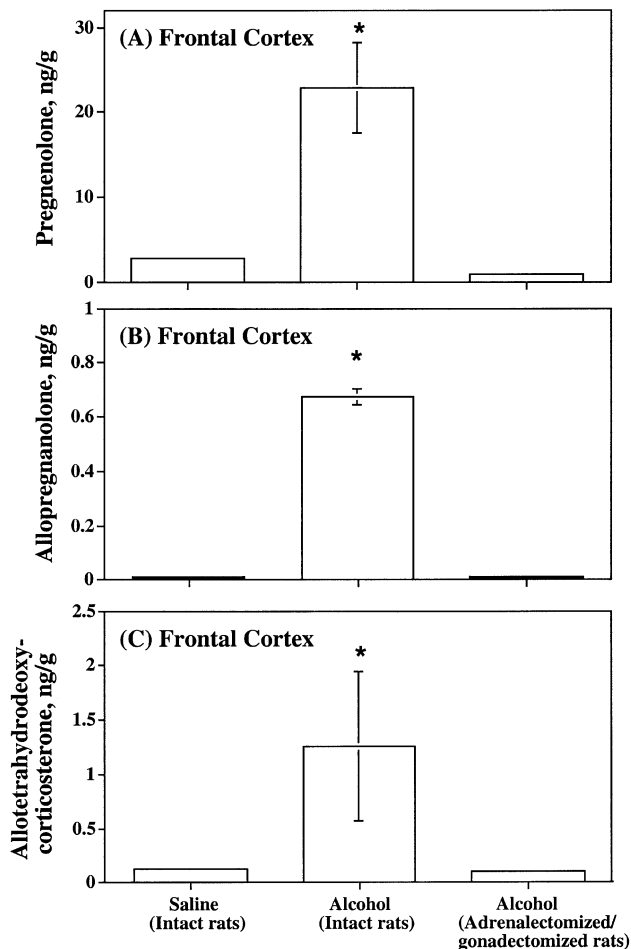 (A) Frontal Cortex
Pregnenolone, ng/g
30
20
10
0
*
(B) Frontal Cortex
Allopregnanolone, ng/g
1
0.8
0.6
0.4
0.2
0
*
(C) Frontal Cortex
Allotetrahydrodeoxy-
corticosterone, ng/g
2.5
2
1.5
1
0.5
0
*
Saline
(Intact rats)
Alcohol
(Intact rats)
Alcohol
(Adrenalectomized/
gonadectomized rats)